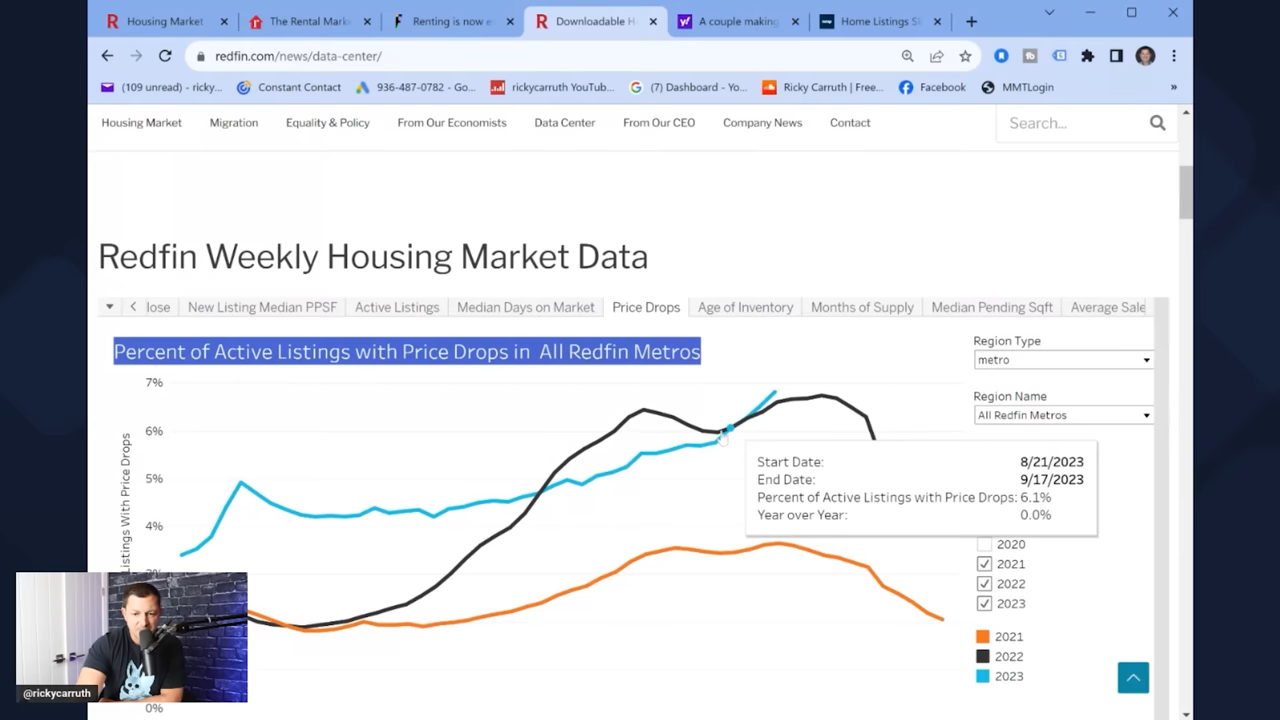 Housing Market
The Rental Mark
Renting is now e
Downloadable H
A couple making
Home Listings S
redfin.com/news/data-center/
(109 unread) - ricky...
Constant Contact
936-487-0782 - Go...
rickycarruth YouTub...
(7) Dashboard - Yo...
Ricky Carruth | Free...
Facebook
MMTLogin
»
Housing Market
Migration
Equality & Policy
From Our Economists
Data Center
From Our CEO
Company News
Contact
Search...
Redfin Weekly Housing Market Data
lose
New Listing Median PPSF
Active Listings
Median Days on Market
Price Drops
Age of Inventory
Months of Supply
Median Pending Sqft
Average Sale
Percent of Active Listings with Price Drops in All Redfin Metros
Region Type
metro
Region Name
All Redfin Metros
7%
6%
5%
4%
Listings With Price Drops
0%
Start Date: 8/21/2023
End Date: 9/17/2023
Percent of Active Listings with Price Drops: 6.1%
Year over Year: 0.0%
2020
2021
2022
2023
2021
2022
2023
@rickycarruth